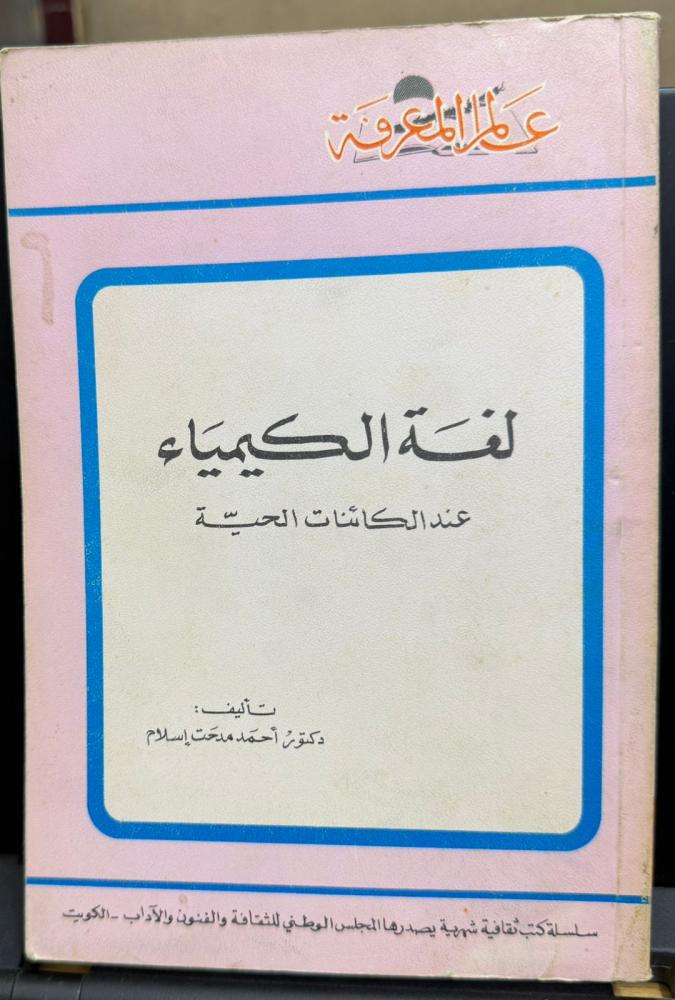 عالم المعرفة
لغة الكيمياء
عند الكائنات الحيّة
تأليف:
دكتور أحمد مدحت إسلام
سلسلة كتب ثقافية شهرية يصدرها المجلس الوطني للثقافة والفنون والآداب - الكويت